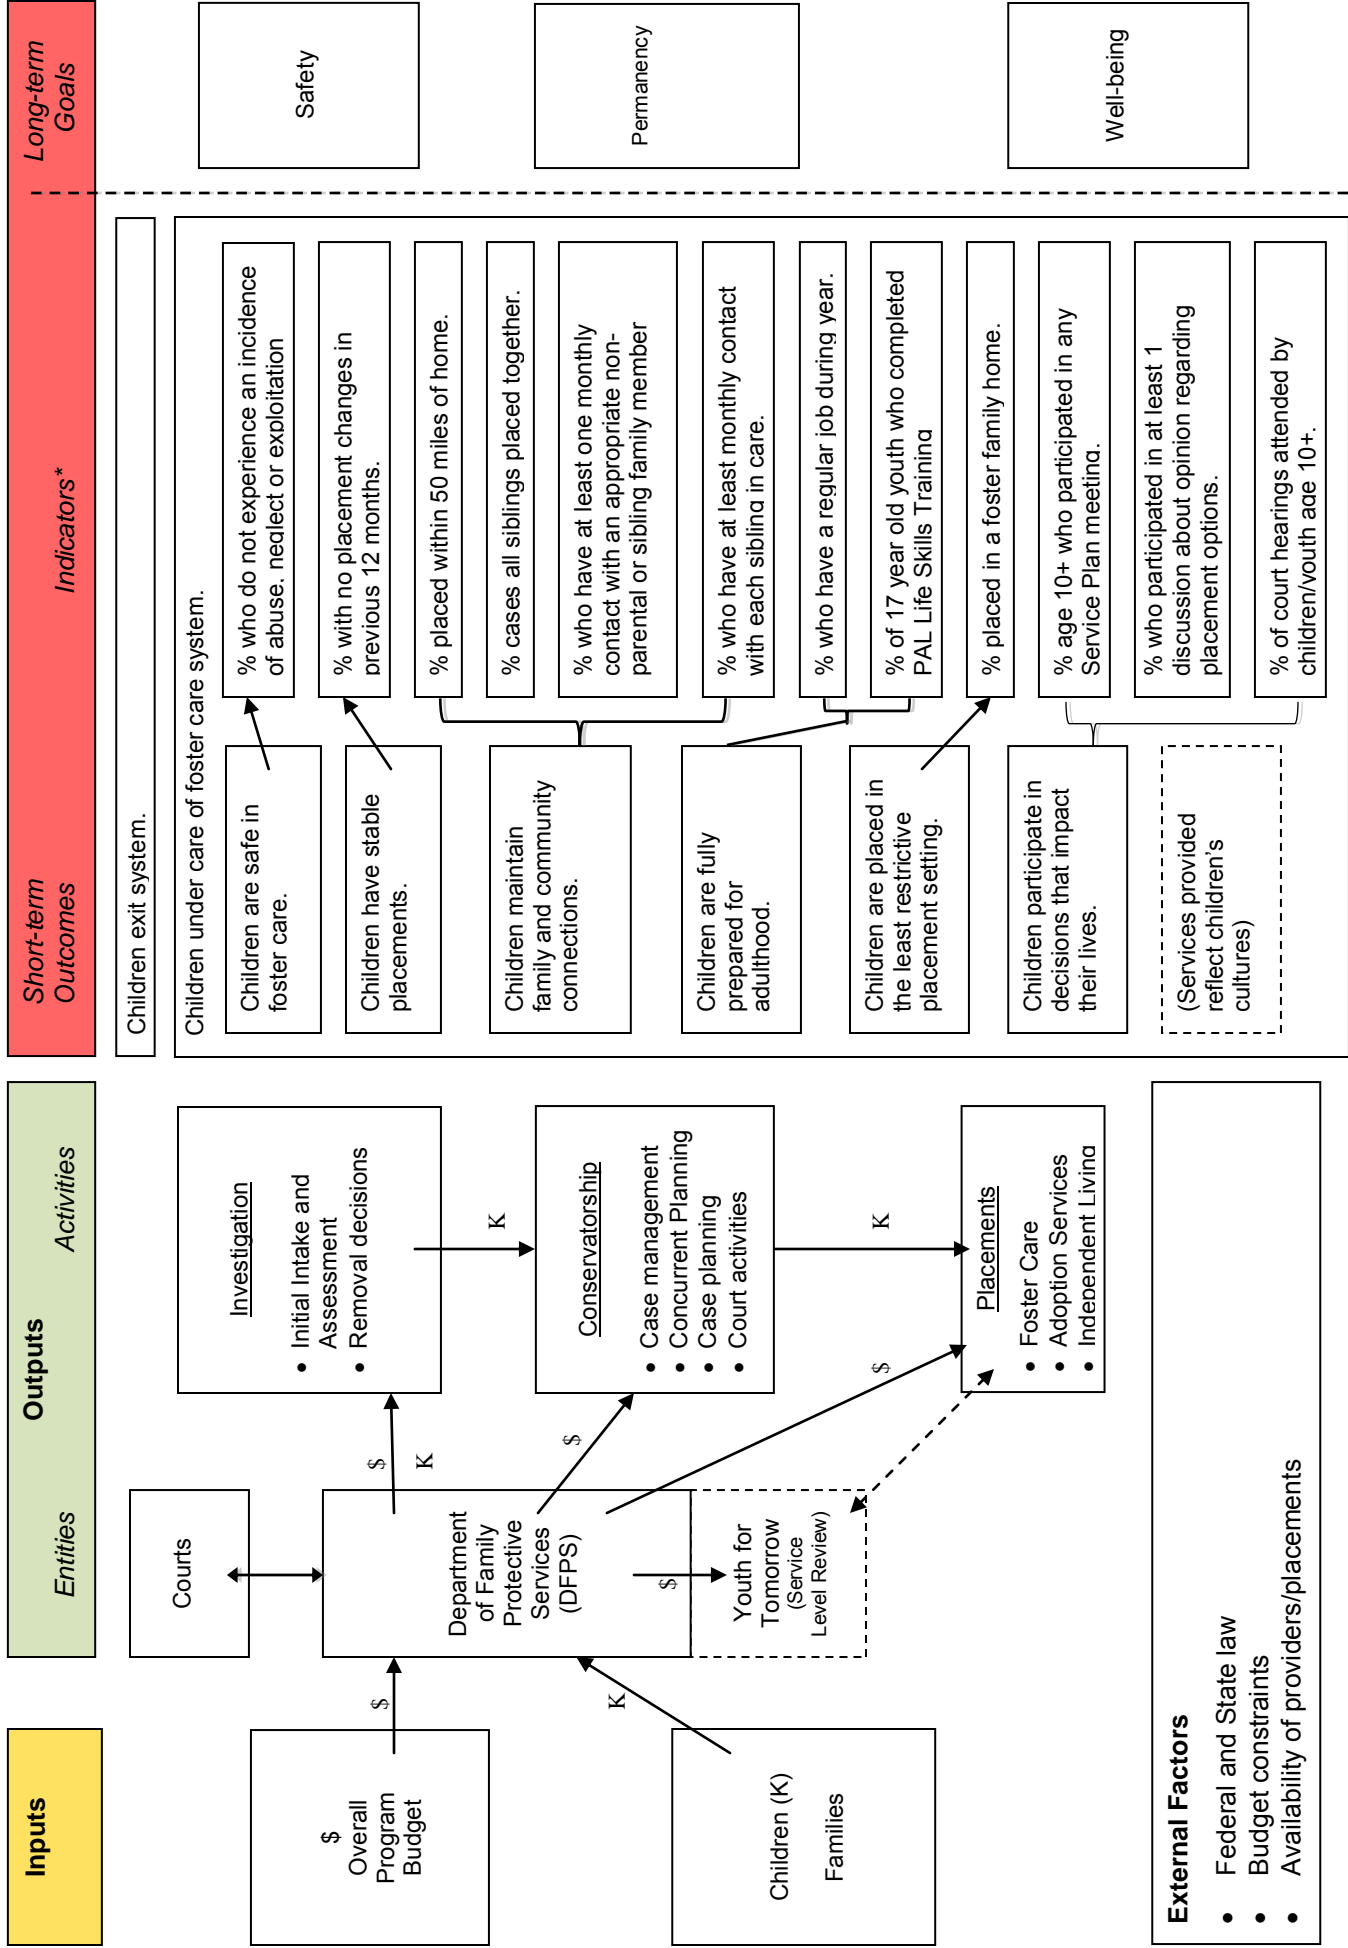 Inputs
Outputs
Entities
Activities
Short-term
Outcomes
Indicators*
Long-term
Goals
$
Overall
Program
Budget
Children (K)
Families
$
K
Courts
Department
of Family
Protective
Services
(DFPS)
$
Youth for
Tomorrow
(Service
Level Review)
$
K
$
$
Investigation
• Initial Intake and
Assessment
• Removal decisions
K
Conservatorship
• Case management
• Concurrent Planning
• Case planning
• Court activities
K
Placements
• Foster Care
• Adoption Services
• Independent Living
External Factors
• Federal and State law
• Budget constraints
• Availability of providers/placements
Children exit system.
Children under care of foster care system.
Children are safe in
foster care.
Children have stable
placements.
Children maintain
family and community
connections.
Children are fully
prepared for
adulthood.
Children are placed in
the least restrictive
placement setting.
Children participate in
decisions that impact
their lives.
(Services provided
reflect children's
cultures)
% who do not experience an incidence
of abuse, neglect or exploitation
% with no placement changes in
previous 12 months.
% placed within 50 miles of home.
% cases all siblings placed together.
% who have at least one monthly
contact with an appropriate non-
parental or sibling family member
% who have at least monthly contact
with each sibling in care.
% who have a regular job during year.
% of 17 year old youth who completed
PAL Life Skills Training
% placed in a foster family home.
% age 10+ who participated in any
Service Plan meeting.
% who participated in at least 1
discussion about opinion regarding
placement options.
% of court hearings attended by
children/youth age 10+.
Safety
Permanency
Well-being